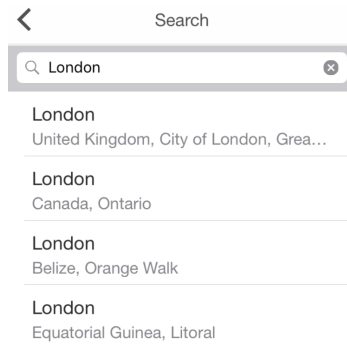 Search
London
London
United Kingdom, City of London, Grea...
London
Canada, Ontario
London
Belize, Orange Walk
London
Equatorial Guinea, Litoral